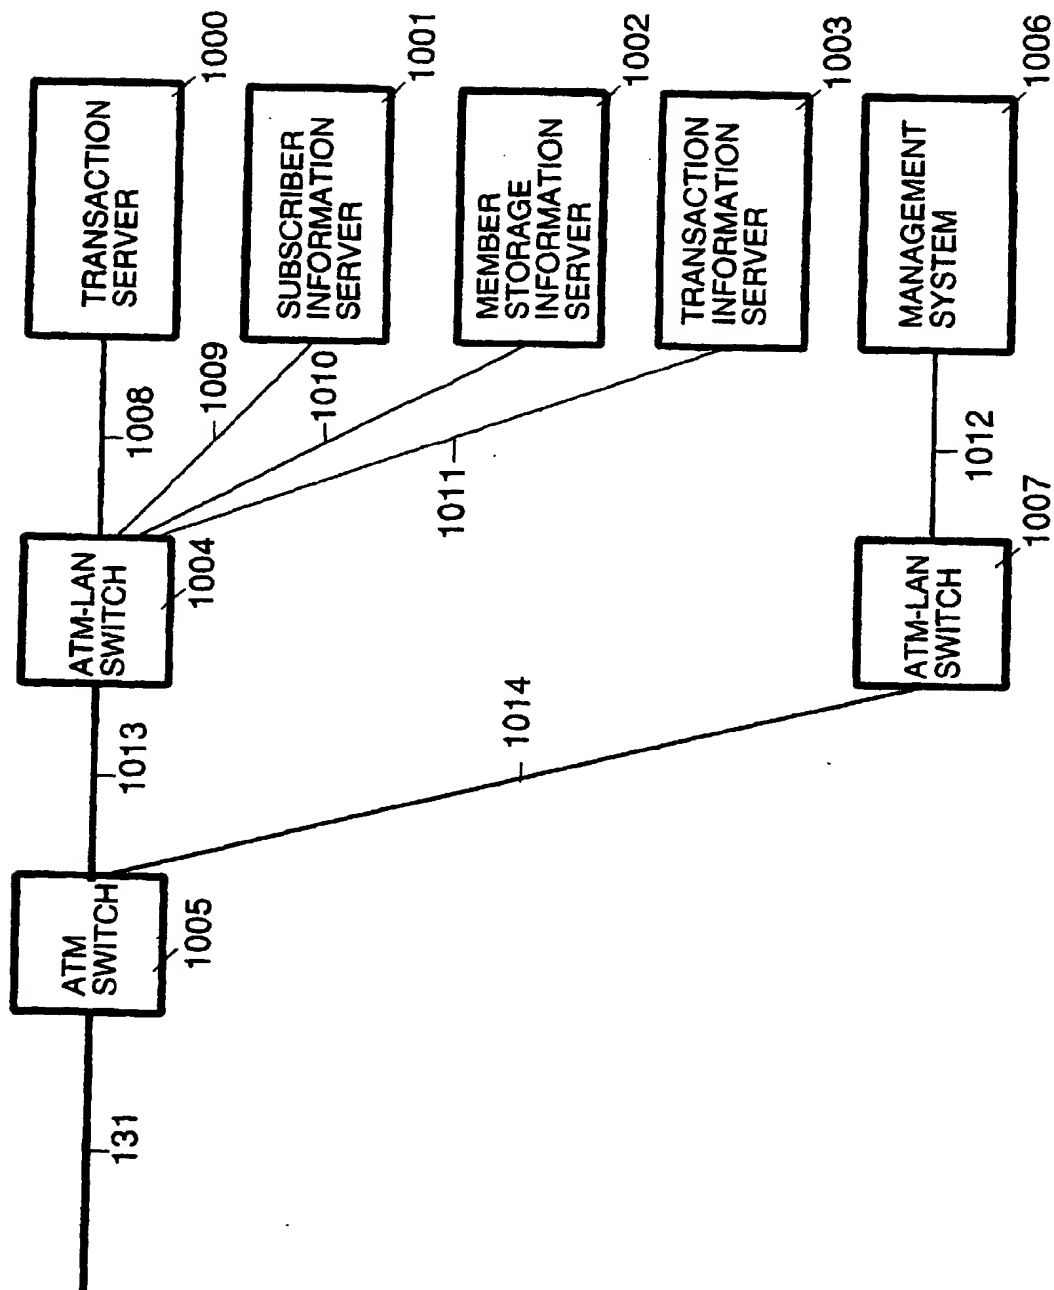 TRANSACTION
SERVER
1000
SUBSCRIBER
INFORMATION
SERVER
1001
MEMBER
STORAGE
INFORMATION
SERVER
1002
TRANSACTION
INFORMATION
SERVER
1003
MANAGEMENT
SYSTEM
1006
1008
1009
1010
1011
1012
ATM-LAN
SWITCH
1004
ATM-LAN
SWITCH
1007
1013
1014
ATM
SWITCH
1005
131